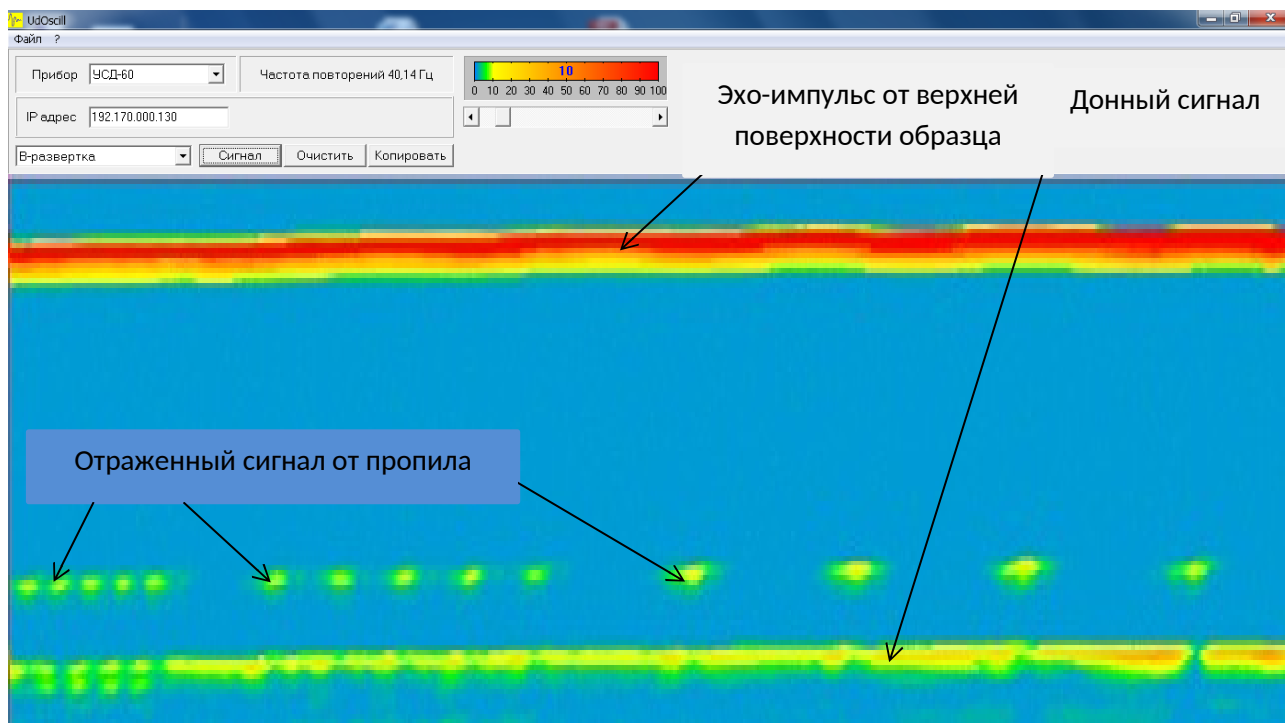 UdOscill
Файл ?
Прибор УСД-60 Частота повторений 40,14 Гц
IP адрес 192.170.000.130
В-развертка Сигнал Очистить Копировать
10
0 10 20 30 40 50 60 70 80 90 100
Эхо-импульс от верхней
поверхности образца
Донный сигнал
Отраженный сигнал от пропила